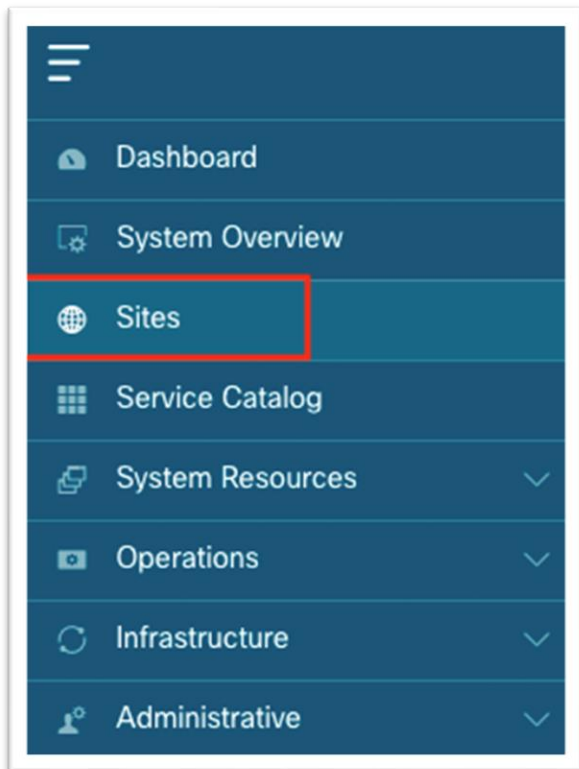 Dashboard
System Overview
Sites
Service Catalog
System Resources
Operations
Infrastructure
Administrative